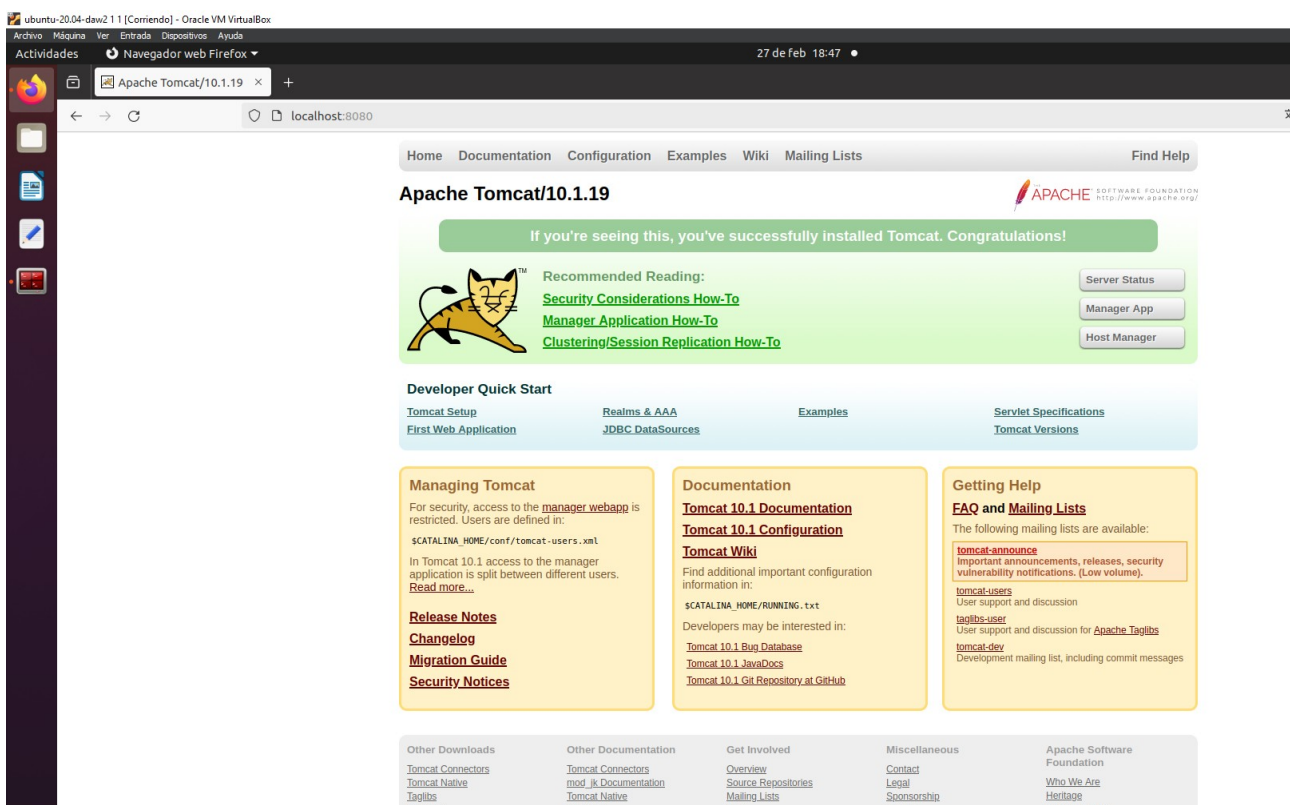 ubuntu-20.04-daw2 1 1 [Corriendo] - Oracle VM VirtualBox
Archivo Máquina Ver Entrada Dispositivos Ayuda
Actividades Navegador web Firefox 27 de feb 18:47
Apache Tomcat/10.1.19
localhost:8080
Home Documentation Configuration Examples Wiki Mailing Lists Find Help
Apache Tomcat/10.1.19
THE APACHE SOFTWARE FOUNDATION
http://www.apache.org/
If you're seeing this, you've successfully installed Tomcat. Congratulations!
TM
Recommended Reading:
Security Considerations How-To
Manager Application How-To
Clustering/Session Replication How-To
Server Status
Manager App
Host Manager
Developer Quick Start
Tomcat Setup
First Web Application
Realms & AAA
JDBC DataSources
Examples
Servlet Specifications
Tomcat Versions
Managing Tomcat
For security, access to the manager webapp is
restricted. Users are defined in:
$CATALINA_HOME/conf/tomcat-users.xml
In Tomcat 10.1 access to the manager
application is split between different users.
Read more...
Release Notes
Changelog
Migration Guide
Security Notices
Documentation
Tomcat 10.1 Documentation
Tomcat 10.1 Configuration
Tomcat Wiki
Find additional important configuration
information in:
$CATALINA_HOME/RUNNING.txt
Developers may be interested in:
Tomcat 10.1 Bug Database
Tomcat 10.1 JavaDocs
Tomcat 10.1 Git Repository at GitHub
Getting Help
FAQ and Mailing Lists
The following mailing lists are available:
tomcat-announce
Important announcements, releases, security
vulnerability notifications. (Low volume).
tomcat-users
User support and discussion
taglibs-user
User support and discussion for Apache Taglibs
tomcat-dev
Development mailing list, including commit messages
Other Downloads
Tomcat Connectors
Tomcat Native
Taglibs
Other Documentation
Tomcat Connectors
mod_jk Documentation
Tomcat Native
Get Involved
Overview
Source Repositories
Mailing Lists
Miscellaneous
Contact
Legal
Sponsorship
Apache Software
Foundation
Who We Are
Heritage